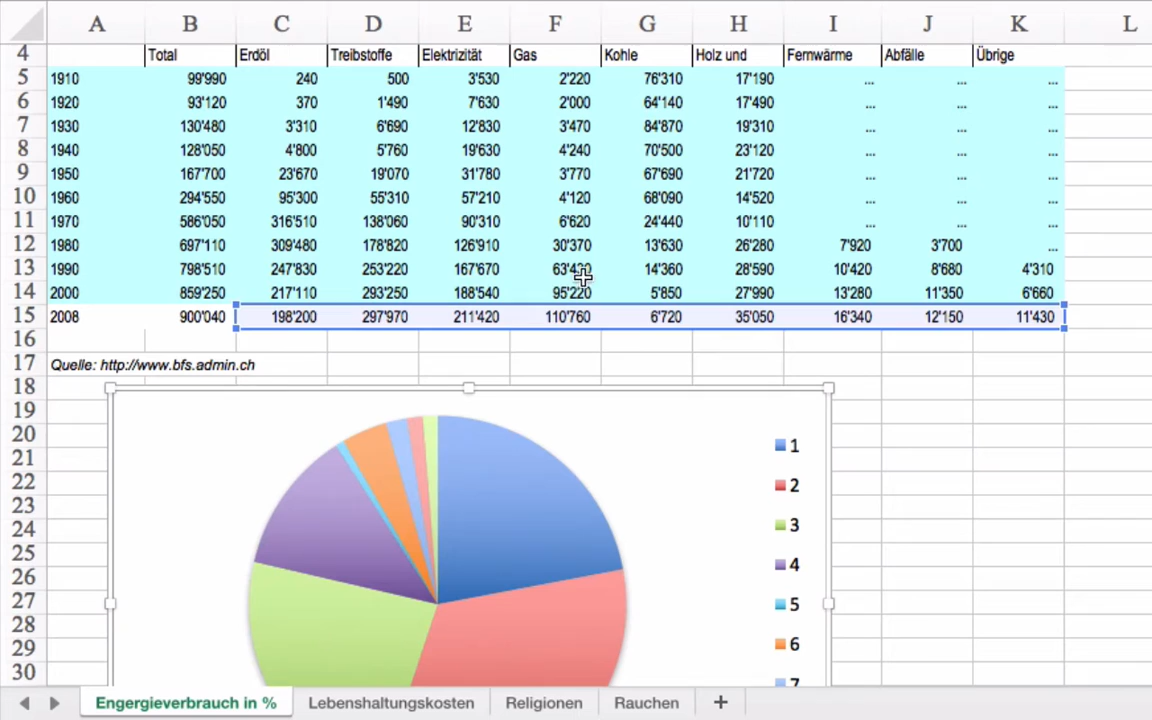 A B C D E F G H I J K L
4 Total Erdöl Treibstoffe Elektrizität Gas Kohle Holz und Fernwärme Abfälle Übrige
5 1910 99'990 240 500 3'530 2'220 76'310 17'190 ... ... ...
6 1920 93'120 370 1'490 7'630 2'000 64'140 17'490 ... ... ...
7 1930 130'480 3'310 6'690 12'830 3'470 84'870 19'310 ... ... ...
8 1940 128'050 4'800 5'760 19'630 4'240 70'500 23'120 ... ... ...
9 1950 167'700 23'670 19'070 31'780 3'770 67'690 21'720 ... ... ...
10 1960 294'550 95'300 55'310 57'210 4'120 68'090 14'520 ... ... ...
11 1970 586'050 316'510 138'060 90'310 6'620 24'440 10'110 ... ... ...
12 1980 697'110 309'480 178'820 126'910 30'370 13'630 26'280 7'920 3'700 ...
13 1990 798'510 247'830 253'220 167'670 14'360 28'590 10'420 8'680 4'310
14 2000 859'250 217'110 293'250 188'540 95'220 5'850 27'990 13'280 11'350 6'660
15 2008 900'040 198'200 297'970 211'420 110'760 6'720 35'050 16'340 12'150 11'430
16
17 Quelle: http://www.bfs.admin.ch
18
19
20 1
21
22 2
23
24 3
25
26 4
27 5
28
29 6
30 7
Engergieverbrauch in % Lebenshaltungskosten Religionen Rauchen +